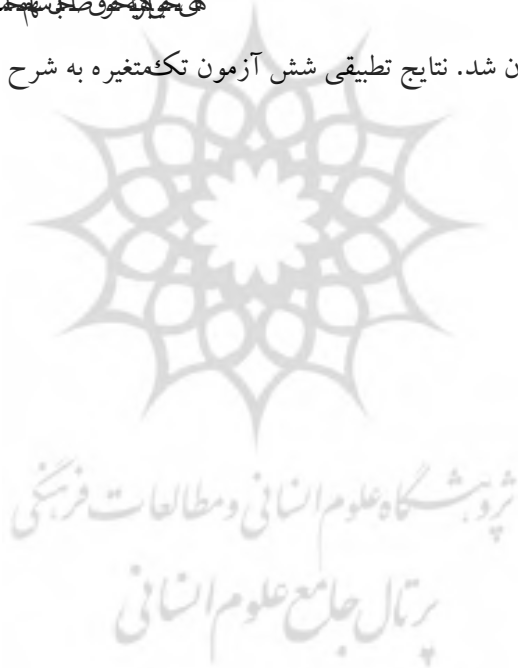 ن شد. نتایج تطبیقی شش آزمون تک‌متغیره به شرح
پژوهشگاه علوم انسانی و مطالعات فرهنگی
پرتال جامع علوم انسانی